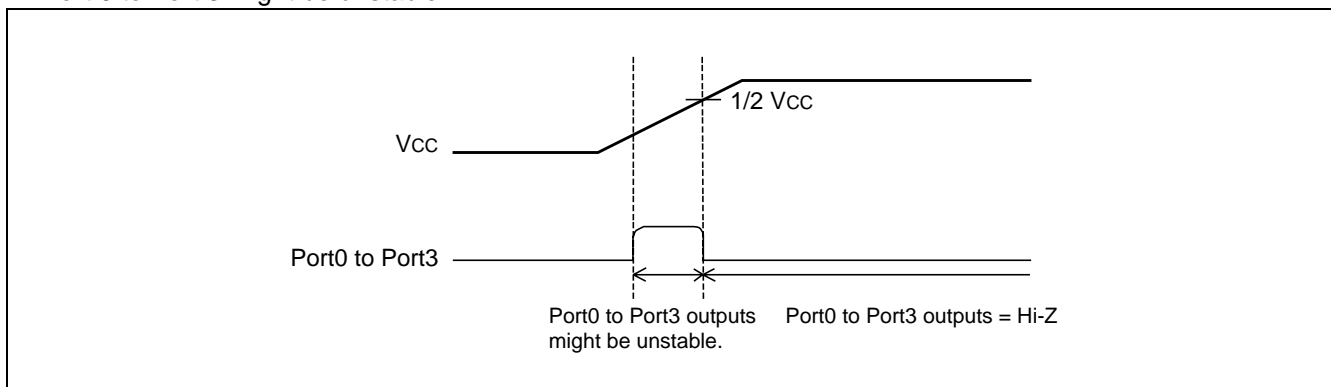 1/2 VCC
VCC
Port0 to Port3
Port0 to Port3 outputs
might be unstable.
Port0 to Port3 outputs = Hi-Z